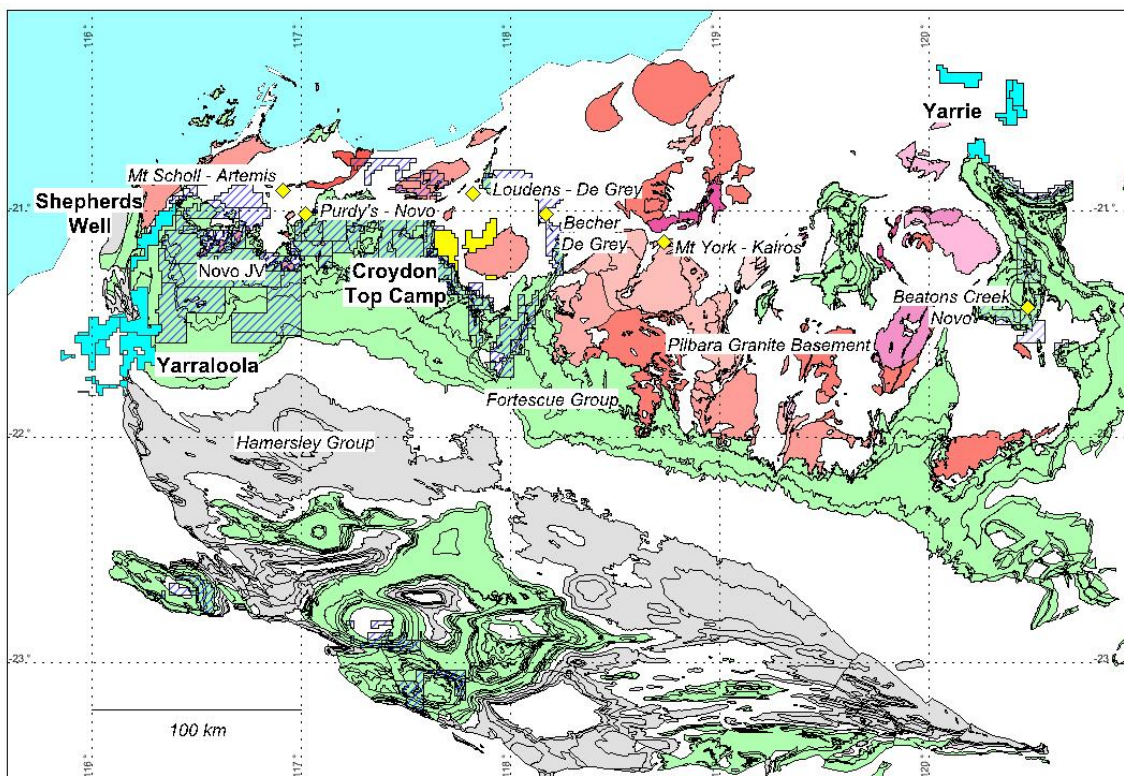 116°
117°
118°
119°
120°
Yarrie
Mt Scholl - Artemis
Loudens - De Grey
Shepherds
Well
-21°
Purdy's - Novo
Becher
De Grey
-21°
Mt York - Kairos
Novo JV
Croydon
Top Camp
Beatons Creek
Novo
Pilbara Granite Basement
Yarraloola
Fortescue Group
-22°
Hamersley Group
-22°
-23°
-23°
100 km
116°
117°
118°
119°
120°